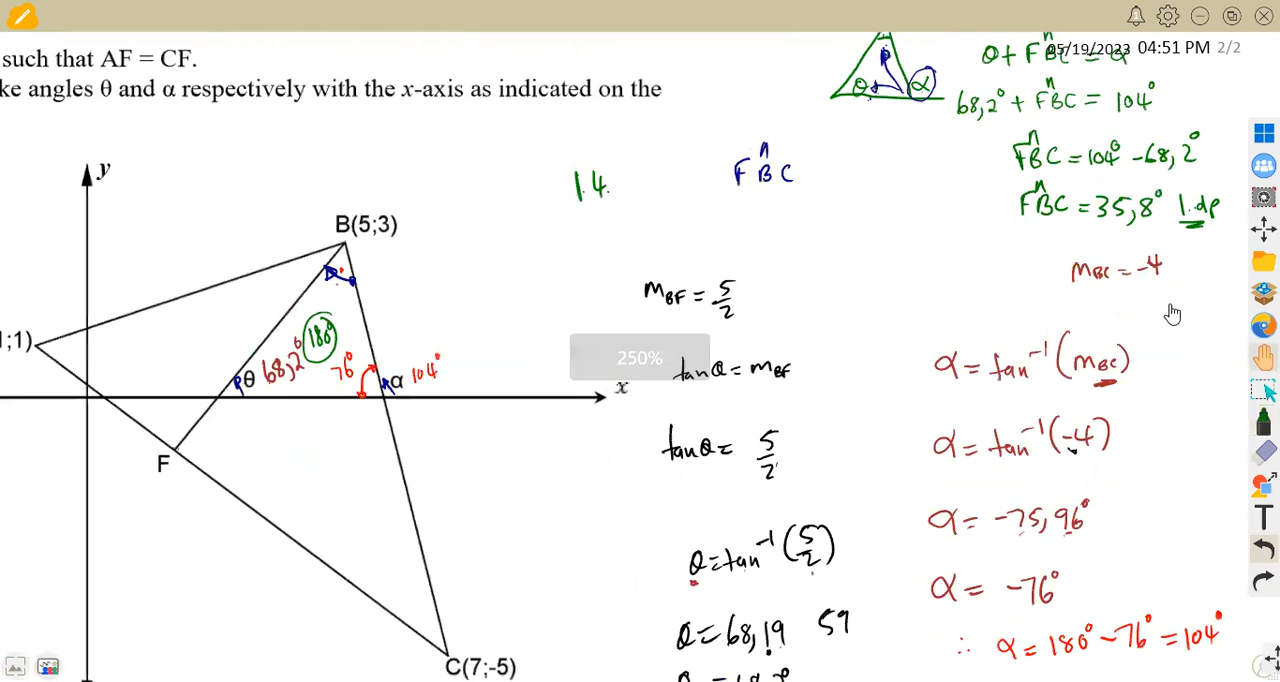 05/19/2023 04:51 PM 2/2
such that AF = CF.
ke angles θ and α respectively with the x-axis as indicated on the
y
B(5;3)
;1)
θ 68,2° 180°
76°
α 104°
x
F
C(7;-5)
1.4.
FB̂C
m_BF = 5/2
250%
tanθ = m_BF
tanθ = 5/2
θ = tan⁻¹(5/2)
θ = 68,19 59
θ α
θ + FB̂C = α
68,2° + FB̂C = 104°
FB̂C = 104° - 68,2°
FB̂C = 35,8° 1.dp
m_BC = -4
α = tan⁻¹(m_BC)
α = tan⁻¹(-4)
α = -75,96°
α = -76°
∴ α = 180° - 76° = 104°
T